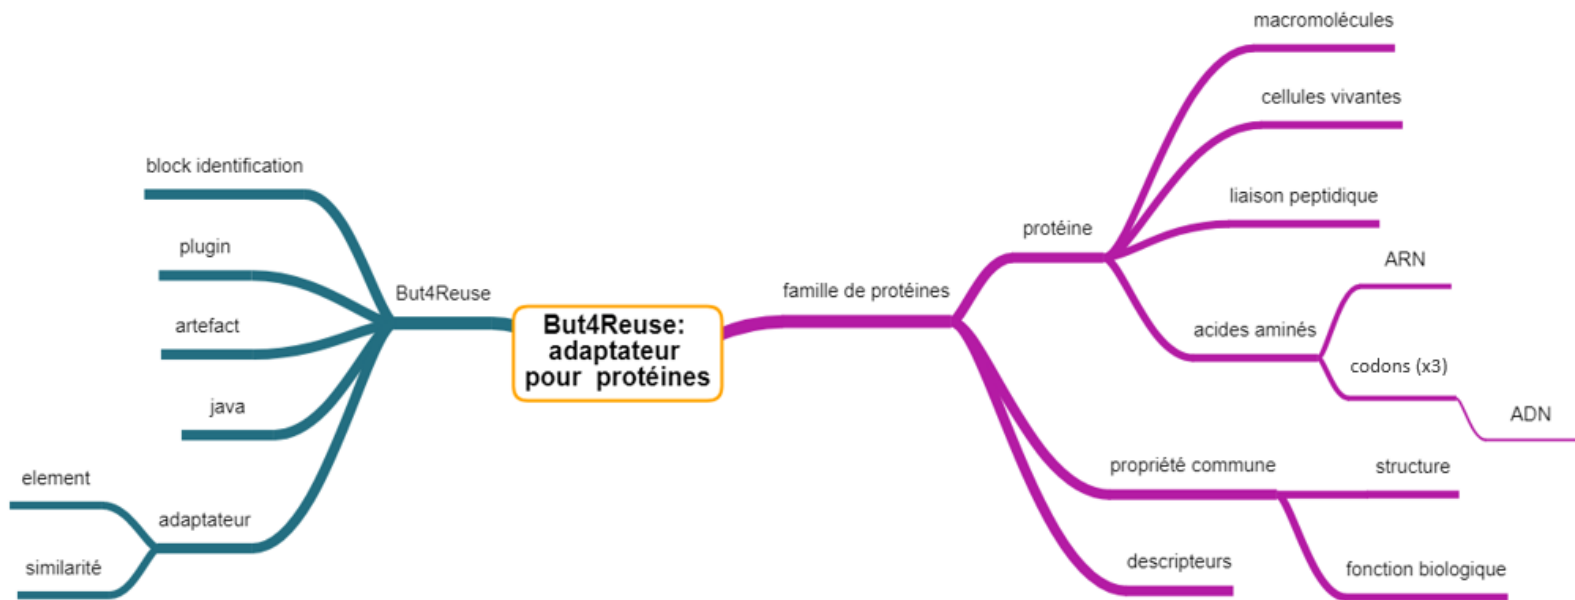 But4Reuse:
adaptateur
pour protéines
But4Reuse
block identification
plugin
artefact
java
adaptateur
element
similarité
famille de protéines
protéine
macromolécules
cellules vivantes
liaison peptidique
acides aminés
ARN
codons (x3)
ADN
propriété commune
structure
fonction biologique
descripteurs